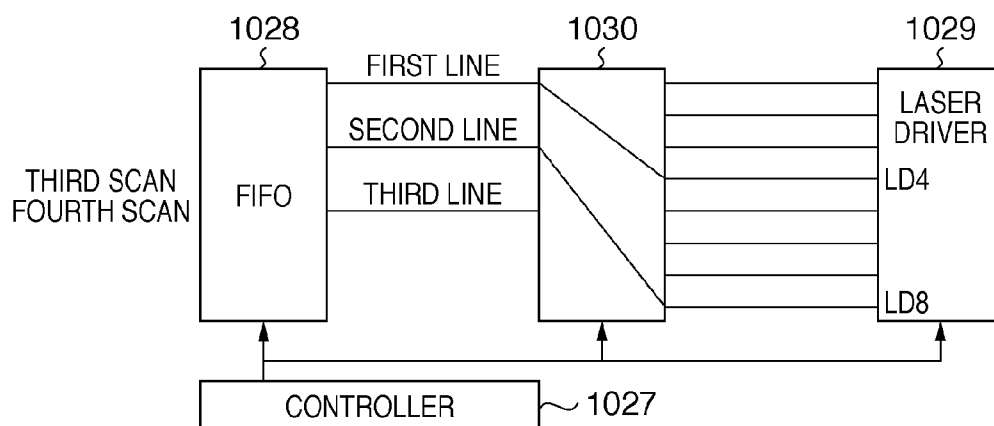 1028
1030
1029
FIRST LINE
SECOND LINE
THIRD LINE
THIRD SCAN
FOURTH SCAN
FIFO
LASER
DRIVER
LD4
LD8
CONTROLLER
1027